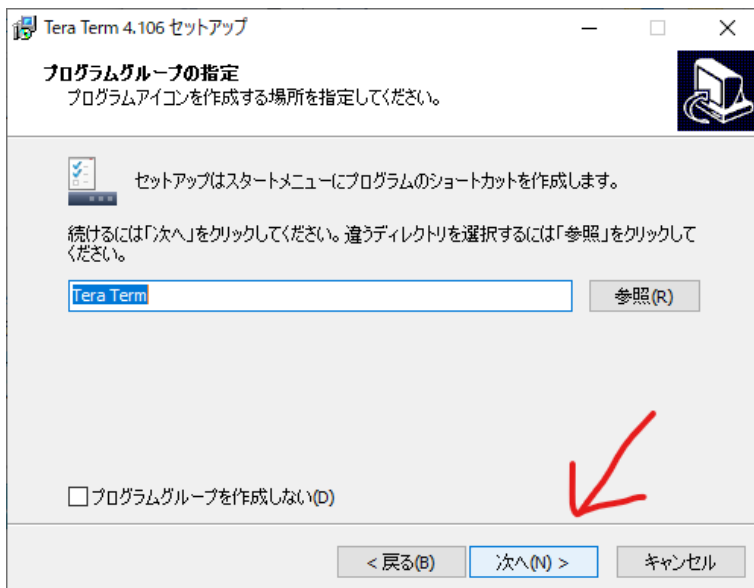 Tera Term 4.106 セットアップ
プログラムグループの指定
プログラムアイコンを作成する場所を指定してください。
セットアップはスタートメニューにプログラムのショートカットを作成します。
続けるには「次へ」をクリックしてください。違うディレクトリを選択するには「参照」をクリックして
ください。
Tera Term
参照(R)
プログラムグループを作成しない(D)
< 戻る(B)
次へ(N) >
キャンセル